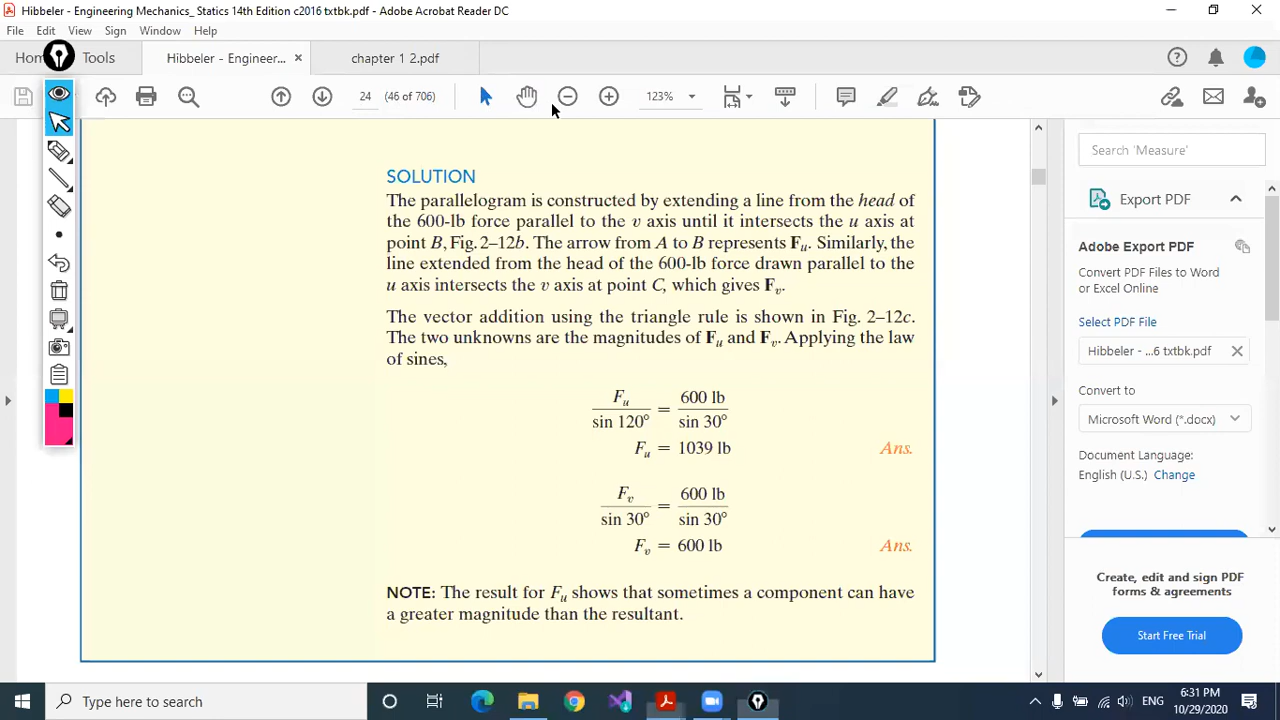 Hibbeler - Engineering Mechanics_ Statics 14th Edition c2016 txtbk.pdf - Adobe Acrobat Reader DC
File Edit View Sign Window Help
Hom Tools Hibbeler - Engineer... × chapter 1 2.pdf
24 (46 of 706) 123%
SOLUTION
The parallelogram is constructed by extending a line from the head of
the 600-lb force parallel to the v axis until it intersects the u axis at
point B, Fig. 2–12b. The arrow from A to B represents Fu. Similarly, the
line extended from the head of the 600-lb force drawn parallel to the
u axis intersects the v axis at point C, which gives Fv.
The vector addition using the triangle rule is shown in Fig. 2–12c.
The two unknowns are the magnitudes of Fu and Fv. Applying the law
of sines,
Fu / sin 120° = 600 lb / sin 30°
Fu = 1039 lb Ans.
Fv / sin 30° = 600 lb / sin 30°
Fv = 600 lb Ans.
NOTE: The result for Fu shows that sometimes a component can have
a greater magnitude than the resultant.
Search 'Measure'
Export PDF
Adobe Export PDF
Convert PDF Files to Word
or Excel Online
Select PDF File
Hibbeler - ...6 txtbk.pdf
Convert to
Microsoft Word (*.docx)
Document Language:
English (U.S.) Change
Create, edit and sign PDF
forms & agreements
Start Free Trial
Type here to search
ENG
6:31 PM
10/29/2020